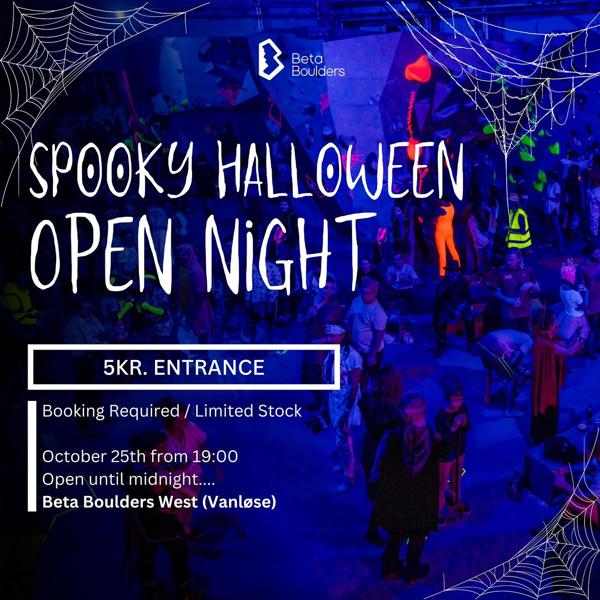 Beta
Boulders
SPOOKY HALLOWEEN
OPEN NiGHT
5KR. ENTRANCE
Booking Required / Limited Stock
October 25th from 19:00
Open until midnight....
Beta Boulders West (Vanløse)